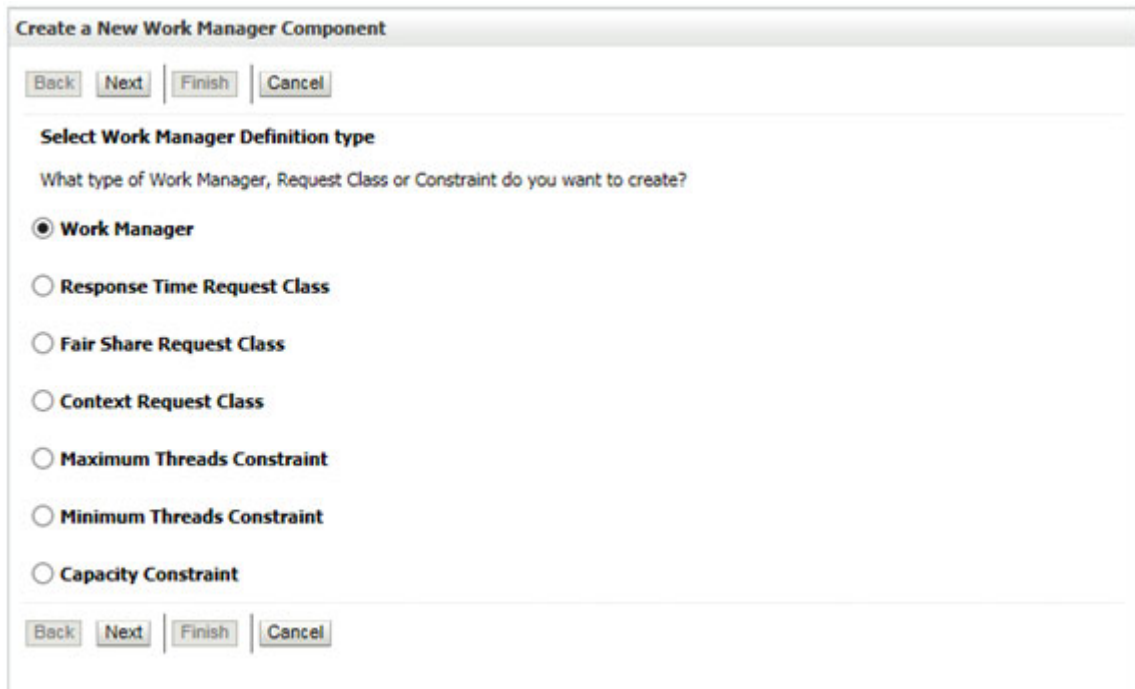 Create a New Work Manager Component
Back Next Finish Cancel
Select Work Manager Definition type
What type of Work Manager, Request Class or Constraint do you want to create?
Work Manager
Response Time Request Class
Fair Share Request Class
Context Request Class
Maximum Threads Constraint
Minimum Threads Constraint
Capacity Constraint
Back Next Finish Cancel